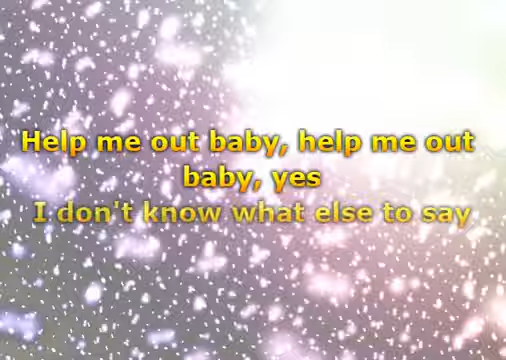 Help me out baby, help me out
baby, yes
I don't know what else to say